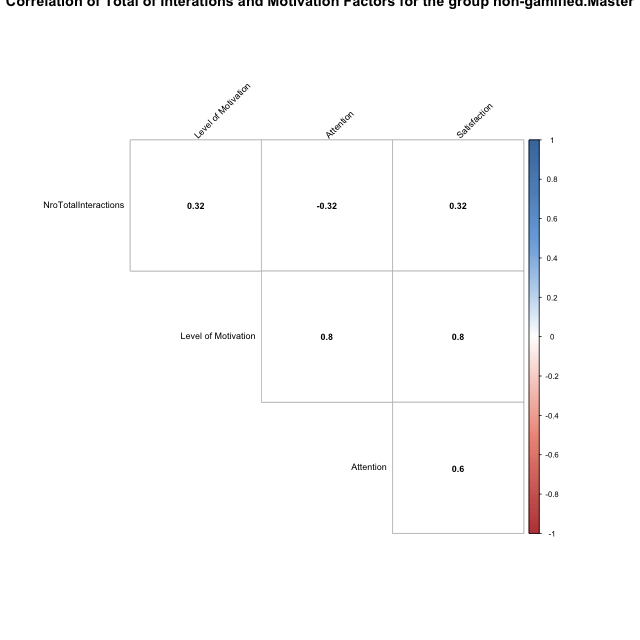 Correlation of Total of Interations and Motivation Factors for the group non-gamified.Master
Level of Motivation
Attention
Satisfaction
NroTotalInteractions
0.32
-0.32
0.32
Level of Motivation
0.8
0.8
Attention
0.6
1
0.8
0.6
0.4
0.2
0
-0.2
-0.4
-0.6
-0.8
-1